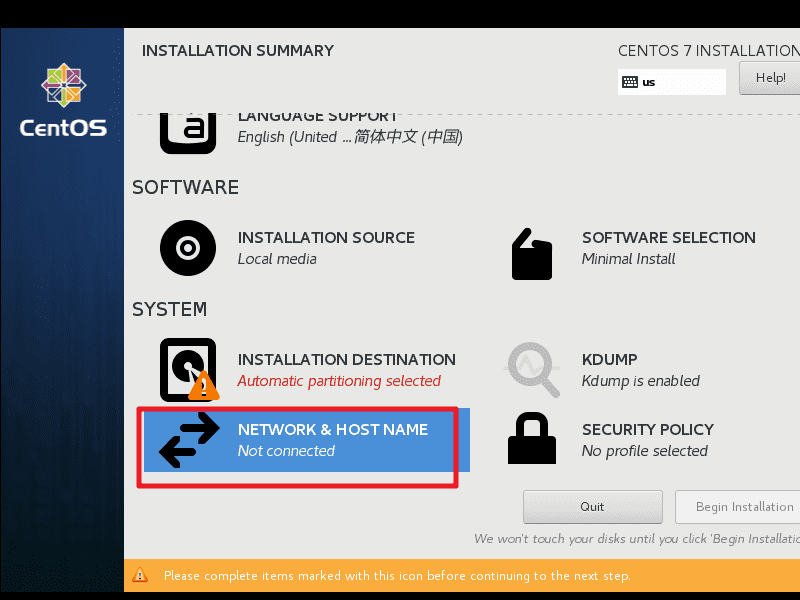 INSTALLATION SUMMARY
CENTOS 7 INSTALLATION
us
Help!
CentOS
LANGUAGE SUPPORT
English (United ...简体中文 (中国)
SOFTWARE
INSTALLATION SOURCE
Local media
SOFTWARE SELECTION
Minimal Install
SYSTEM
INSTALLATION DESTINATION
Automatic partitioning selected
KDUMP
Kdump is enabled
NETWORK & HOST NAME
Not connected
SECURITY POLICY
No profile selected
Quit
Begin Installation
We won't touch your disks until you click 'Begin Installatio
Please complete items marked with this icon before continuing to the next step.